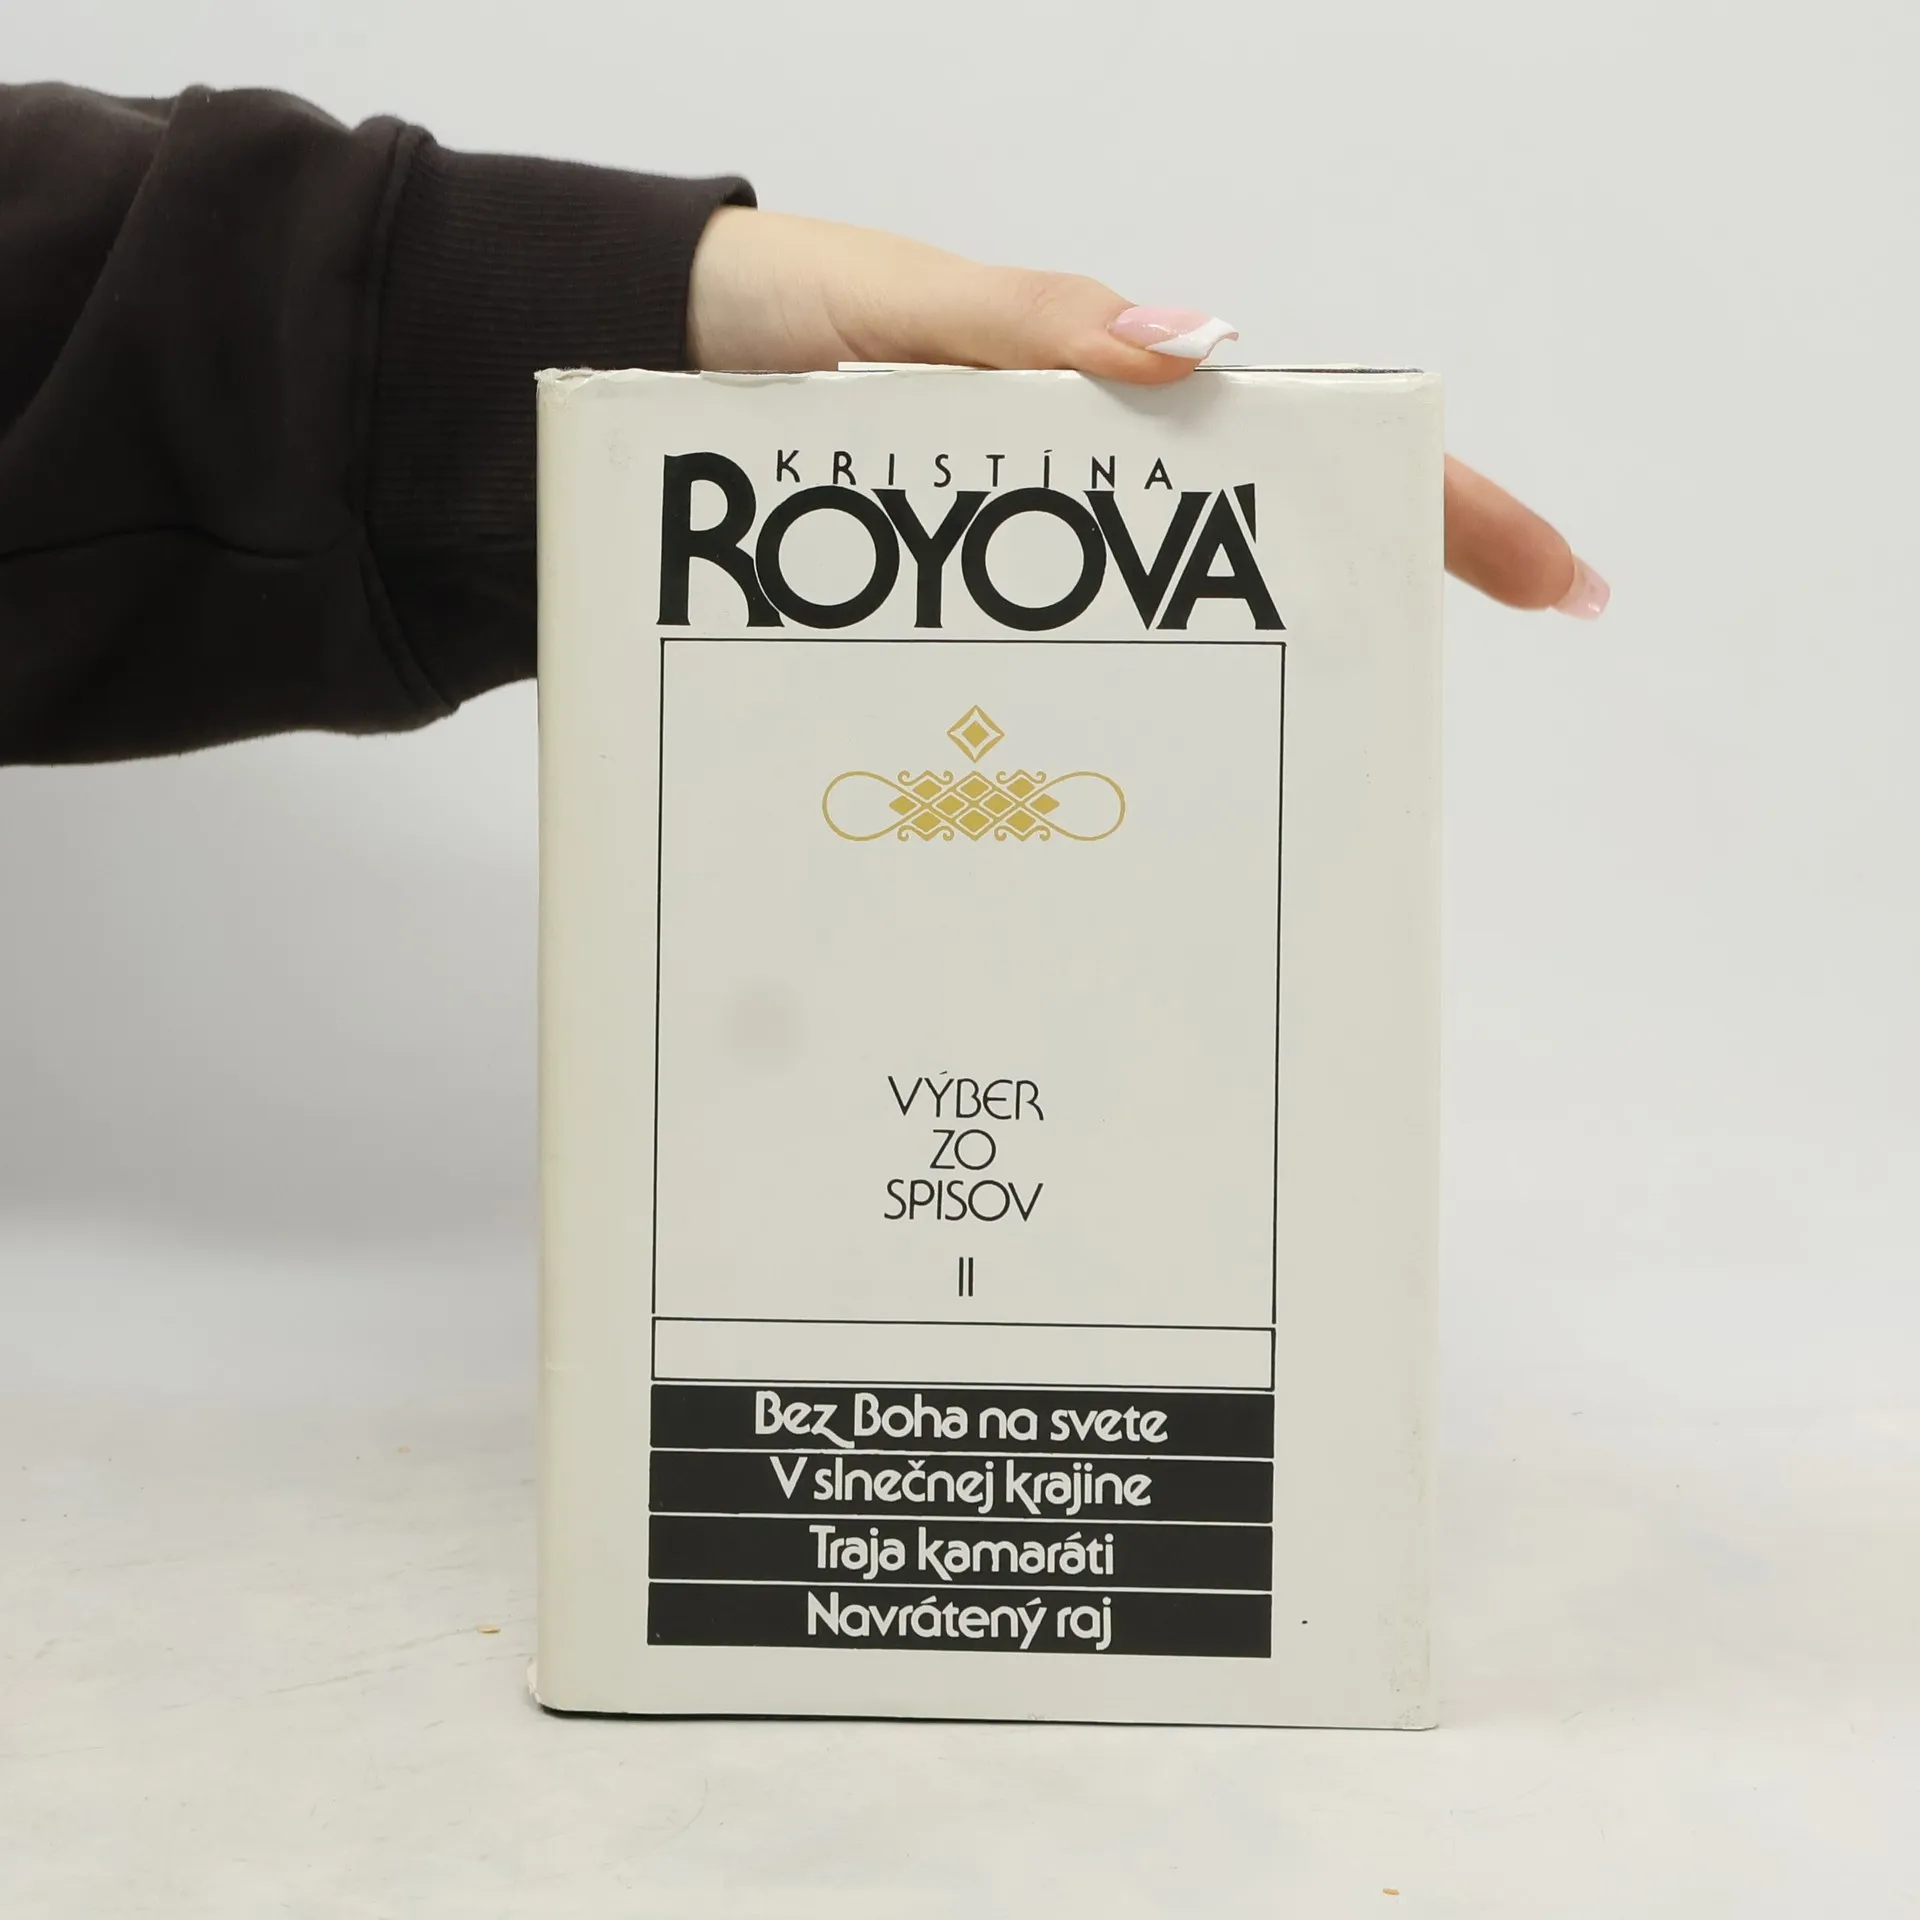 KRISTÍNA
ROYOVÁ
VÝBER
ZO
SPISOV
II
Bez Boha na svete
V slnečnej krajine
Traja kamaráti
Navrátený raj